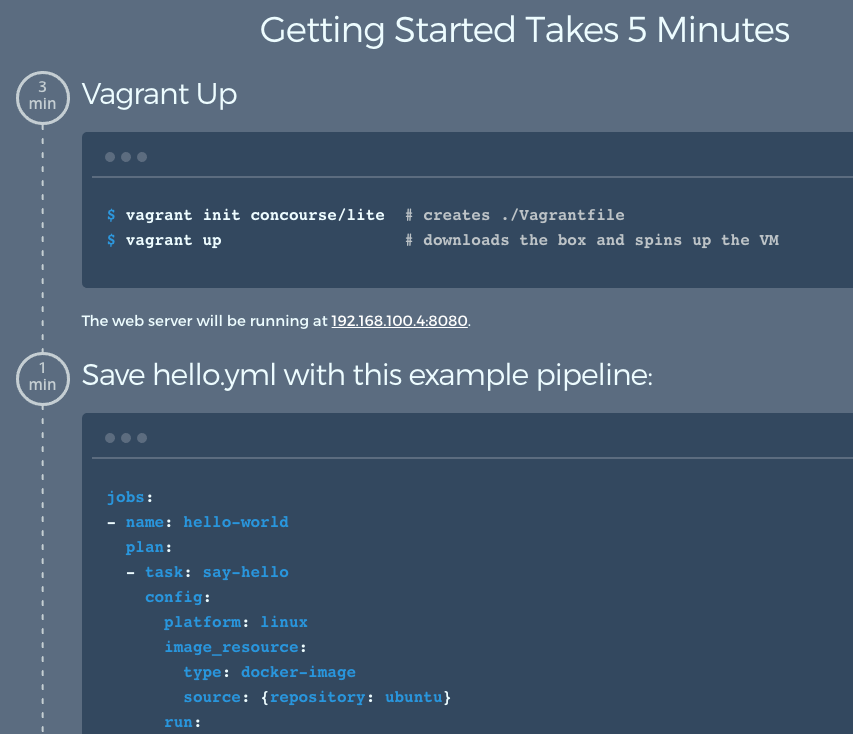 Getting Started Takes 5 Minutes
3
min
Vagrant Up
$ vagrant init concourse/lite  # creates ./Vagrantfile
$ vagrant up                   # downloads the box and spins up the VM
The web server will be running at 192.168.100.4:8080.
1
min
Save hello.yml with this example pipeline:
jobs:
- name: hello-world
  plan:
  - task: say-hello
    config:
      platform: linux
      image_resource:
        type: docker-image
        source: {repository: ubuntu}
      run: